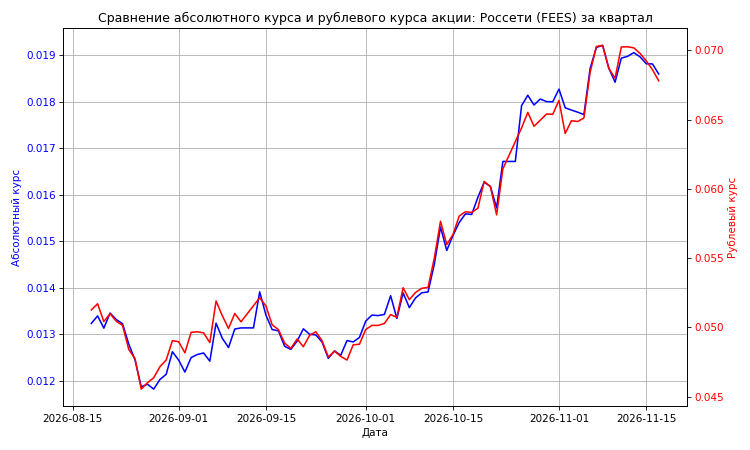 Сравнение абсолютного курса и рублевого курса акции: Россети (FEES) за квартал
0.019
0.018
0.017
0.016
0.015
0.014
0.013
0.012
Абсолютный курс
0.070
0.065
0.060
0.055
0.050
0.045
Рублевый курс
2026-08-15 2026-09-01 2026-09-15 2026-10-01 2026-10-15 2026-11-01 2026-11-15
Дата